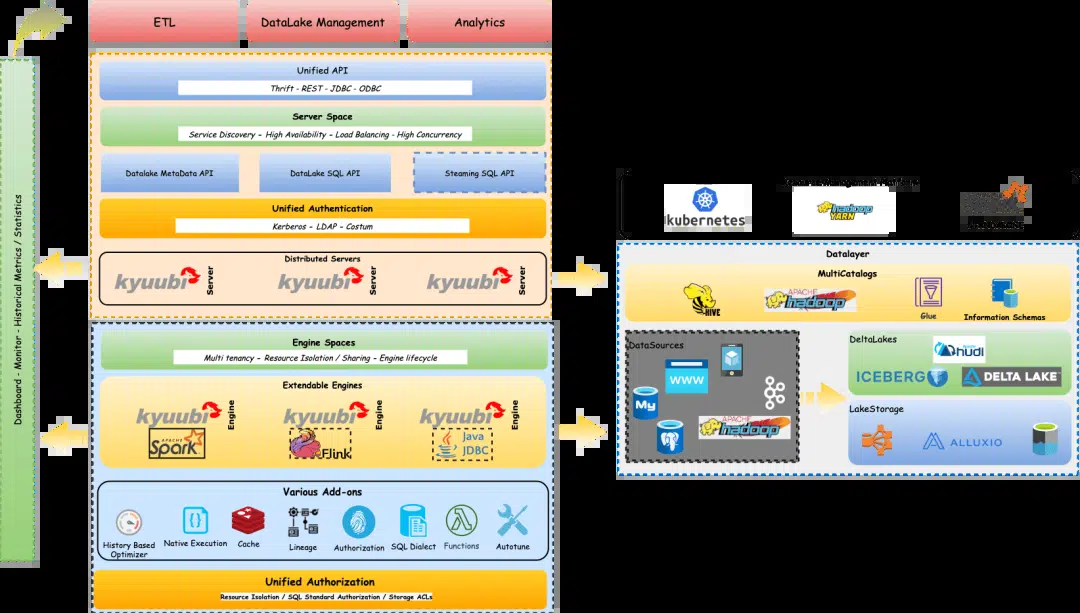 ETL
DataLake Management
Analytics
Unified API
Thrift - REST - JDBC - ODBC
Server Space
Service Discovery - High Availability - Load Balancing - High Concurrency
Datalake MetaData API
DataLake SQL API
Steaming SQL API
Unified Authentication
Kerberos - LDAP - Costum
Distributed Servers
kyuubi Server
kyuubi Server
kyuubi Server
Engine Spaces
Multi tenancy - Resource Isolation / Sharing - Engine lifecycle
Extendable Engines
kyuubi Engine
kyuubi Engine
kyuubi Engine
APACHE Spark
Flink
Java JDBC
Various Add-ons
History Based Optimizer
Native Execution
Cache
Lineage
Authorization
SQL Dialect
Functions
Autotune
Unified Authorization
Resource Isolation / SQL Standard Authorization / Storage ACLs
Dashboard - Monitor - Historical Metrics / Statistics
kubernetes
hadoop YARN
Datalayer
MultiCatalogs
HIVE
APACHE hadoop
Glue
Information Schemas
DataSources
WWW
My
APACHE hadoop
DeltaLakes
hudi
ICEBERG
DELTA LAKE
LakeStorage
ALLUXIO